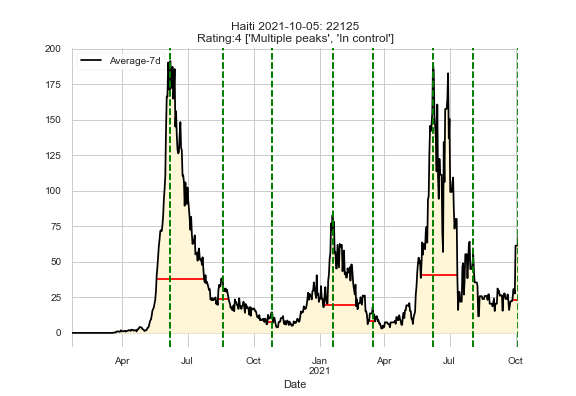 Haiti 2021-10-05: 22125
Rating:4 ['Multiple peaks', 'In control']
Average-7d
200
175
150
125
100
75
50
25
0
Apr
Jul
Oct
Jan
2021
Apr
Jul
Oct
Date